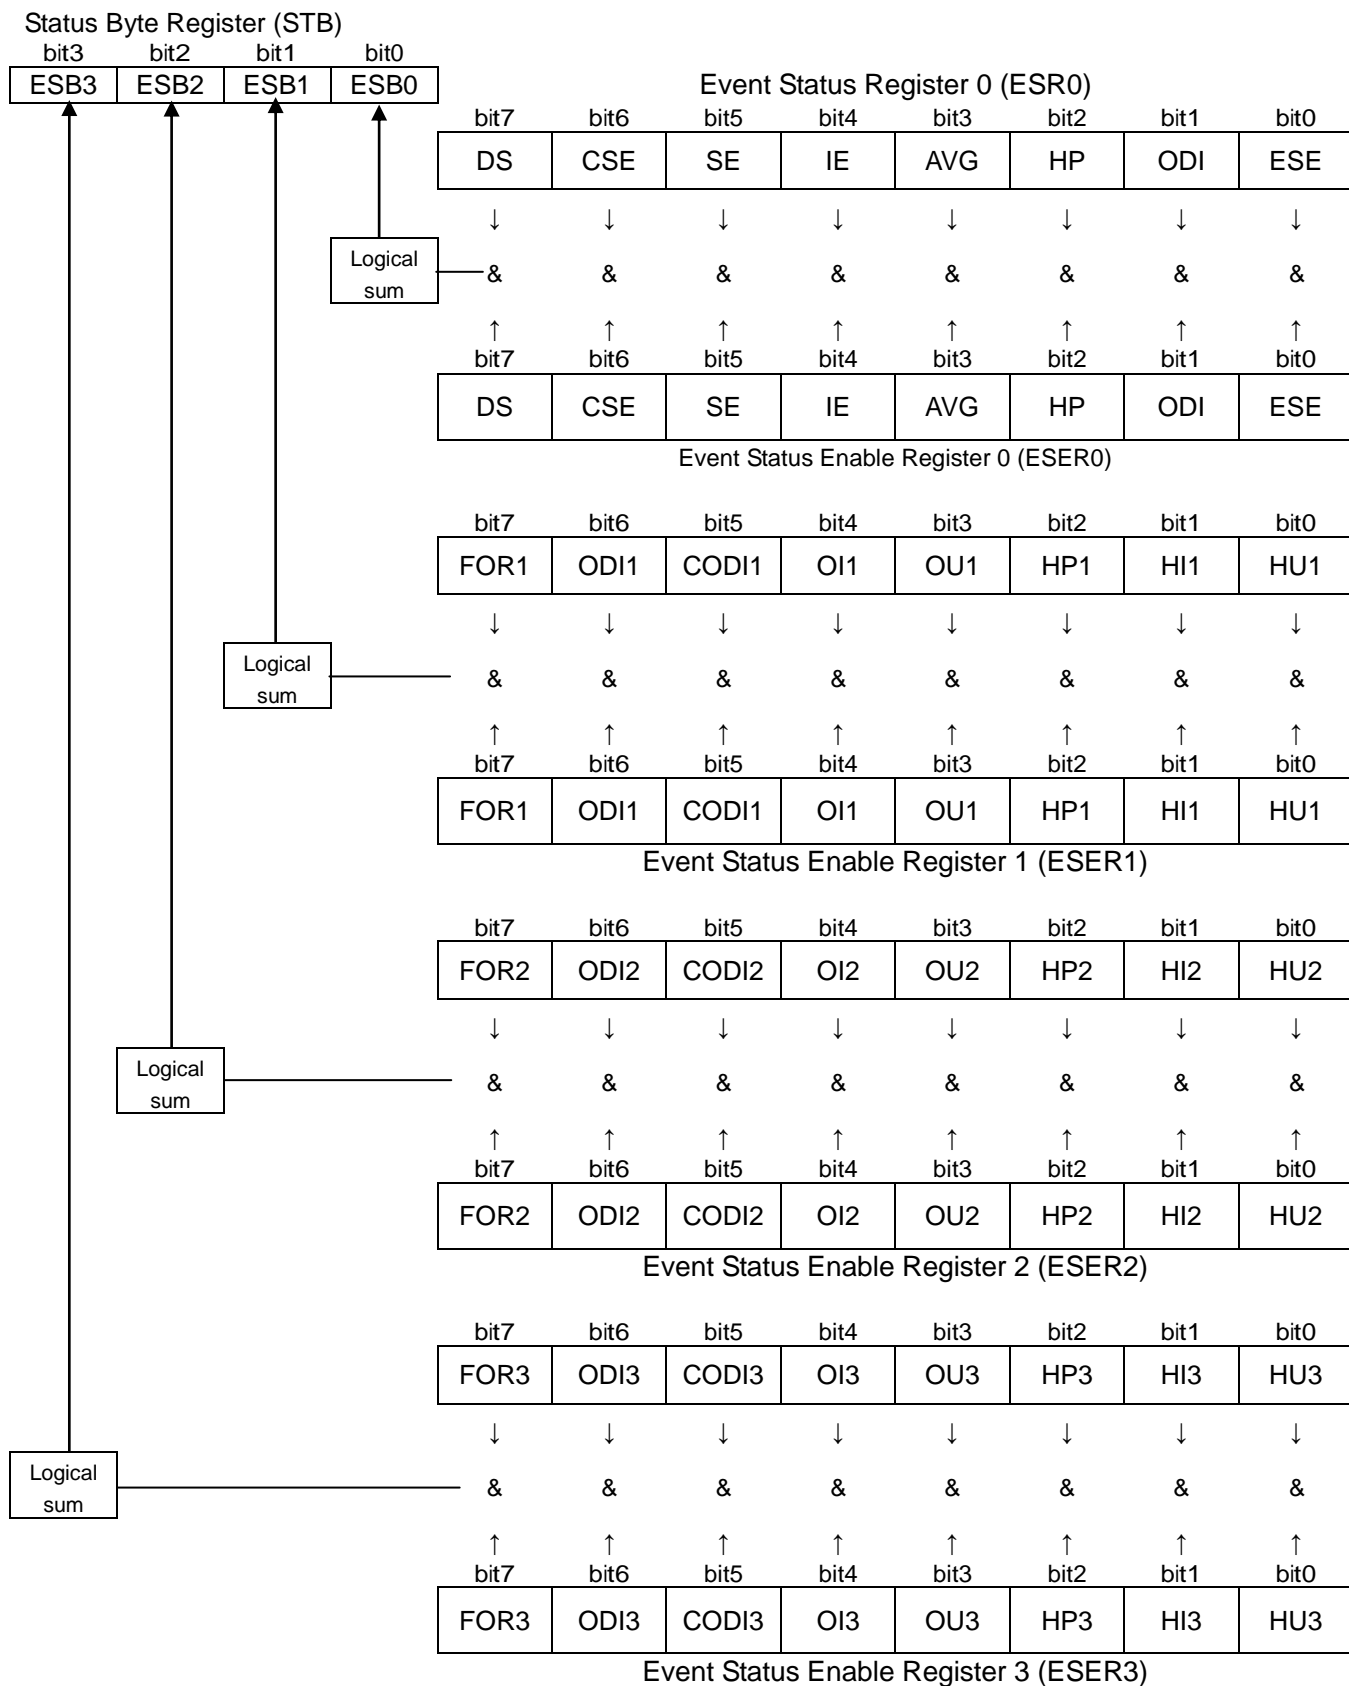 Status Byte Register (STB)
bit3 bit2 bit1 bit0
ESB3 ESB2 ESB1 ESB0
Event Status Register 0 (ESR0)
bit7 bit6 bit5 bit4 bit3 bit2 bit1 bit0
DS CSE SE IE AVG HP ODI ESE
↓ ↓ ↓ ↓ ↓ ↓ ↓ ↓
Logical
sum
& & & & & & & &
↑ ↑ ↑ ↑ ↑ ↑ ↑ ↑
bit7 bit6 bit5 bit4 bit3 bit2 bit1 bit0
DS CSE SE IE AVG HP ODI ESE
Event Status Enable Register 0 (ESER0)
bit7 bit6 bit5 bit4 bit3 bit2 bit1 bit0
FOR1 ODI1 CODI1 OI1 OU1 HP1 HI1 HU1
↓ ↓ ↓ ↓ ↓ ↓ ↓ ↓
Logical
sum
& & & & & & & &
↑ ↑ ↑ ↑ ↑ ↑ ↑ ↑
bit7 bit6 bit5 bit4 bit3 bit2 bit1 bit0
FOR1 ODI1 CODI1 OI1 OU1 HP1 HI1 HU1
Event Status Enable Register 1 (ESER1)
bit7 bit6 bit5 bit4 bit3 bit2 bit1 bit0
FOR2 ODI2 CODI2 OI2 OU2 HP2 HI2 HU2
↓ ↓ ↓ ↓ ↓ ↓ ↓ ↓
Logical
sum
& & & & & & & &
↑ ↑ ↑ ↑ ↑ ↑ ↑ ↑
bit7 bit6 bit5 bit4 bit3 bit2 bit1 bit0
FOR2 ODI2 CODI2 OI2 OU2 HP2 HI2 HU2
Event Status Enable Register 2 (ESER2)
bit7 bit6 bit5 bit4 bit3 bit2 bit1 bit0
FOR3 ODI3 CODI3 OI3 OU3 HP3 HI3 HU3
↓ ↓ ↓ ↓ ↓ ↓ ↓ ↓
Logical
sum
& & & & & & & &
↑ ↑ ↑ ↑ ↑ ↑ ↑ ↑
bit7 bit6 bit5 bit4 bit3 bit2 bit1 bit0
FOR3 ODI3 CODI3 OI3 OU3 HP3 HI3 HU3
Event Status Enable Register 3 (ESER3)